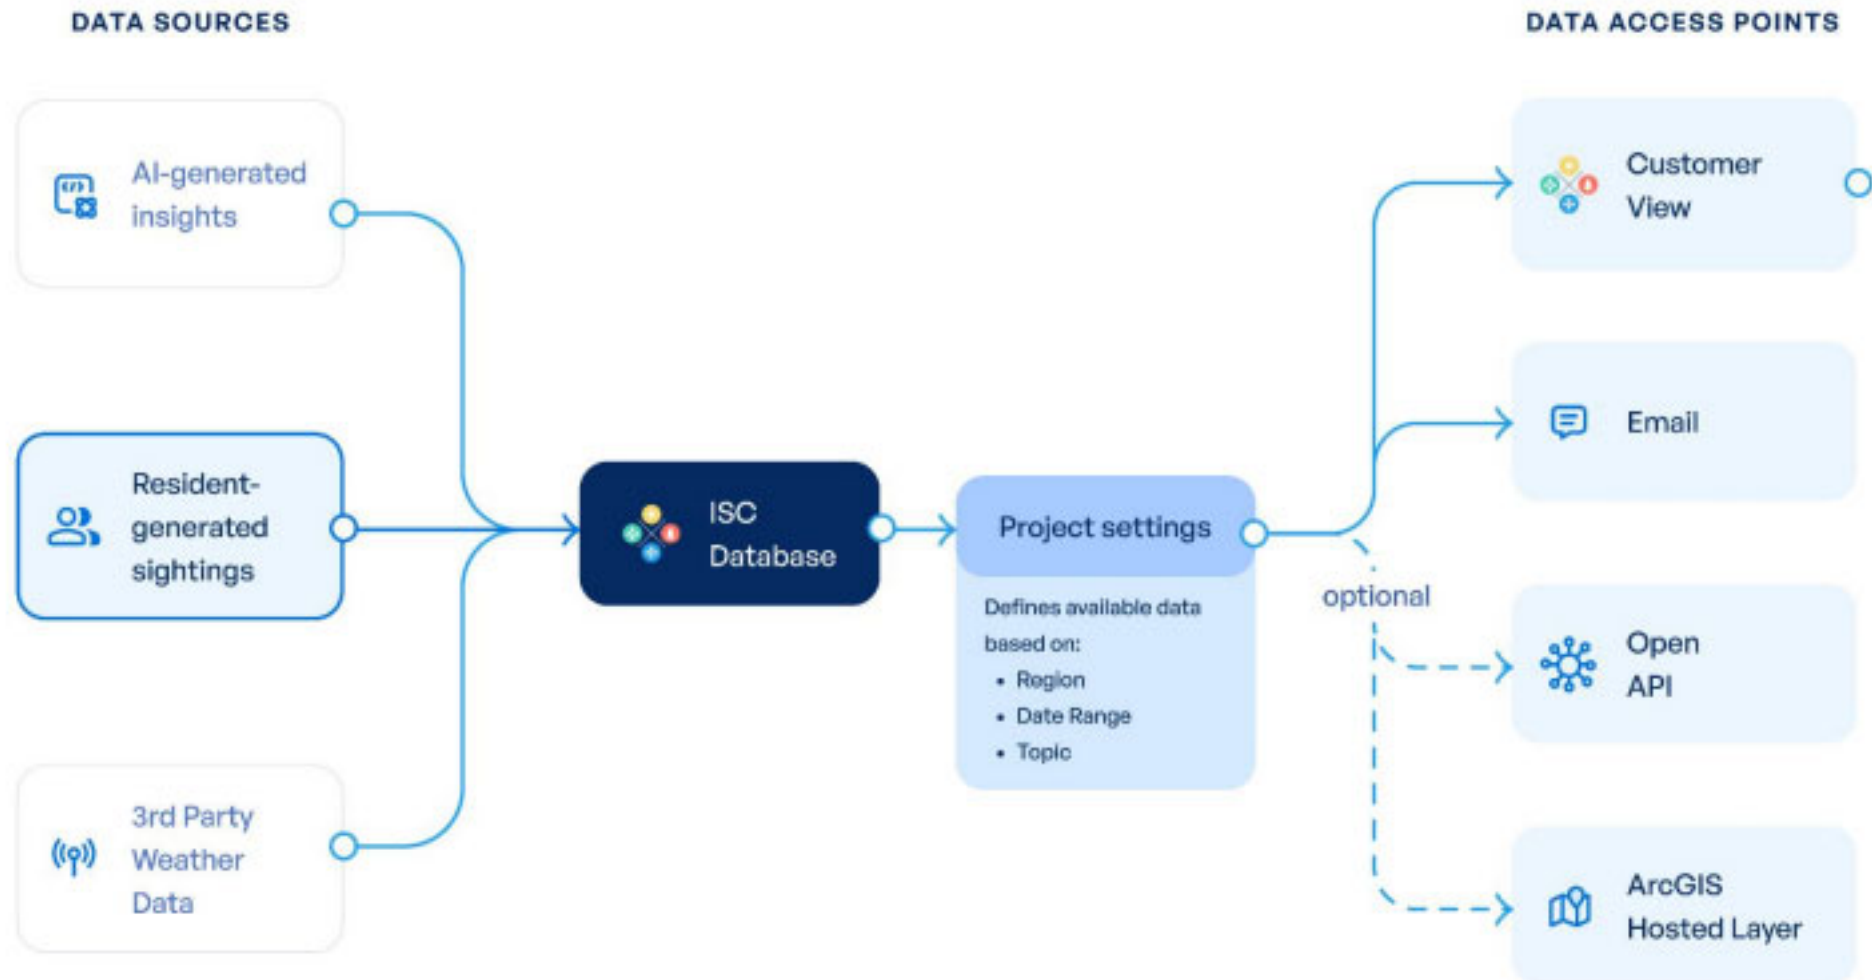 DATA SOURCES
DATA ACCESS POINTS
AI-generated
insights
Resident-
generated
sightings
3rd Party
Weather
Data
ISC
Database
Project settings
Defines available data
based on:
• Region
• Date Range
• Topic
optional
Customer
View
Email
Open
API
ArcGIS
Hosted Layer